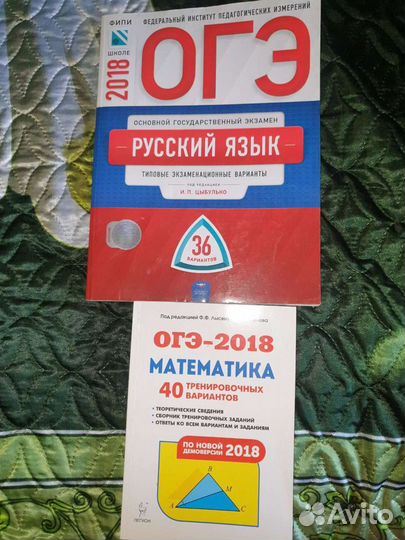 ФИПИ
ШКОЛЕ
2018
ФЕДЕРАЛЬНЫЙ ИНСТИТУТ ПЕДАГОГИЧЕСКИХ ИЗМЕРЕНИЙ
ОГЭ
ОСНОВНОЙ ГОСУДАРСТВЕННЫЙ ЭКЗАМЕН
РУССКИЙ ЯЗЫК
ТИПОВЫЕ ЭКЗАМЕНАЦИОННЫЕ ВАРИАНТЫ
ПОД РЕДАКЦИЕЙ
И. П. ЦЫБУЛЬКО
36
ВАРИАНТОВ
Под редакцией Ф.Ф.
ОГЭ-2018
МАТЕМАТИКА
40 ТРЕНИРОВОЧНЫХ
ВАРИАНТОВ
• ТЕОРЕТИЧЕСКИЕ СВЕДЕНИЯ
• СБОРНИК ТРЕНИРОВОЧНЫХ ЗАДАНИЙ
• ОТВЕТЫ КО ВСЕМ ВАРИАНТАМ И ЗАДАНИЯМ
ПО НОВОЙ
ДЕМОВЕРСИИ 2018
B
M
A
C
ЛЕГИОН
Avito